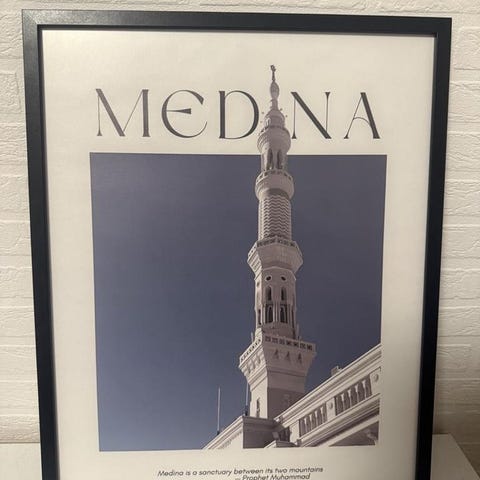 MEDINA
Medina is a sanctuary between its two mountains
— Prophet Muhammad